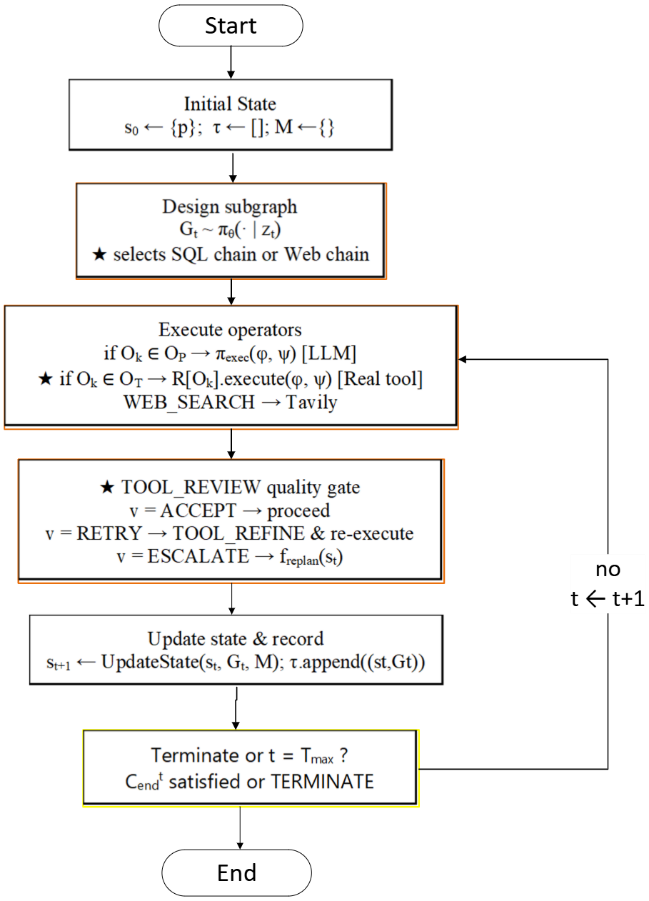 Start
Initial State
s₀ ← {p}; τ ← []; M ←{}
Design subgraph
Gₜ ~ πθ(· | zₜ)
★ selects SQL chain or Web chain
Execute operators
if Oₖ ∈ Oₚ → πₑₓₑc(φ, ψ) [LLM]
★ if Oₖ ∈ O_T → R[Oₖ].execute(φ, ψ) [Real tool]
WEB_SEARCH → Tavily
★ TOOL_REVIEW quality gate
v = ACCEPT → proceed
v = RETRY → TOOL_REFINE & re-execute
v = ESCALATE → f_replan(sₜ)
no
t ← t+1
Update state & record
sₜ₊₁ ← UpdateState(sₜ, Gₜ, M); τ.append((st,Gt))
Terminate or t = T_max ?
C_end^t satisfied or TERMINATE
End